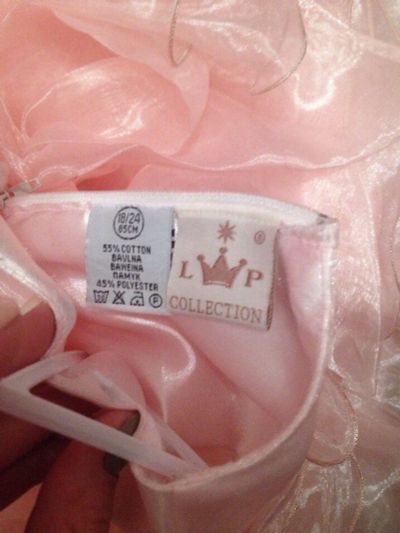 18/24
85CM
55% COTTON
BAVLNA
BAWEŁNA
ПАМУК
45% POLYESTER
P
L P
®
COLLECTION